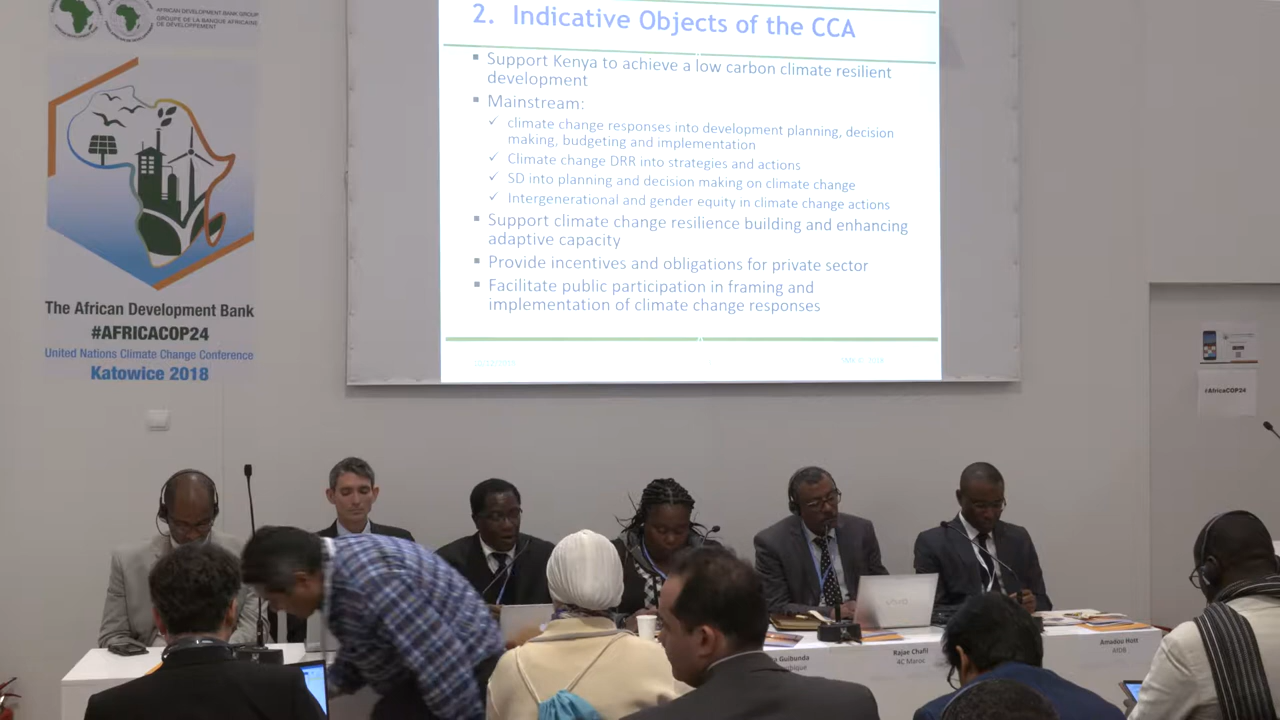 AFRICAN DEVELOPMENT BANK GROUP
GROUPE DE LA BANQUE AFRICAINE
DE DÉVELOPPEMENT
The African Development Bank
#AFRICACOP24
United Nations Climate Change Conference
Katowice 2018
2. Indicative Objects of the CCA
Support Kenya to achieve a low carbon climate resilient
development
Mainstream:
climate change responses into development planning, decision
making, budgeting and implementation
Climate change DRR into strategies and actions
SD into planning and decision making on climate change
Intergenerational and gender equity in climate change actions
Support climate change resilience building and enhancing
adaptive capacity
Provide incentives and obligations for private sector
Facilitate public participation in framing and
implementation of climate change responses
#AfricaCOP24
VAIO
Guibunda
Rajae Chafil
4C Maroc
Amadou Hott
AfDB